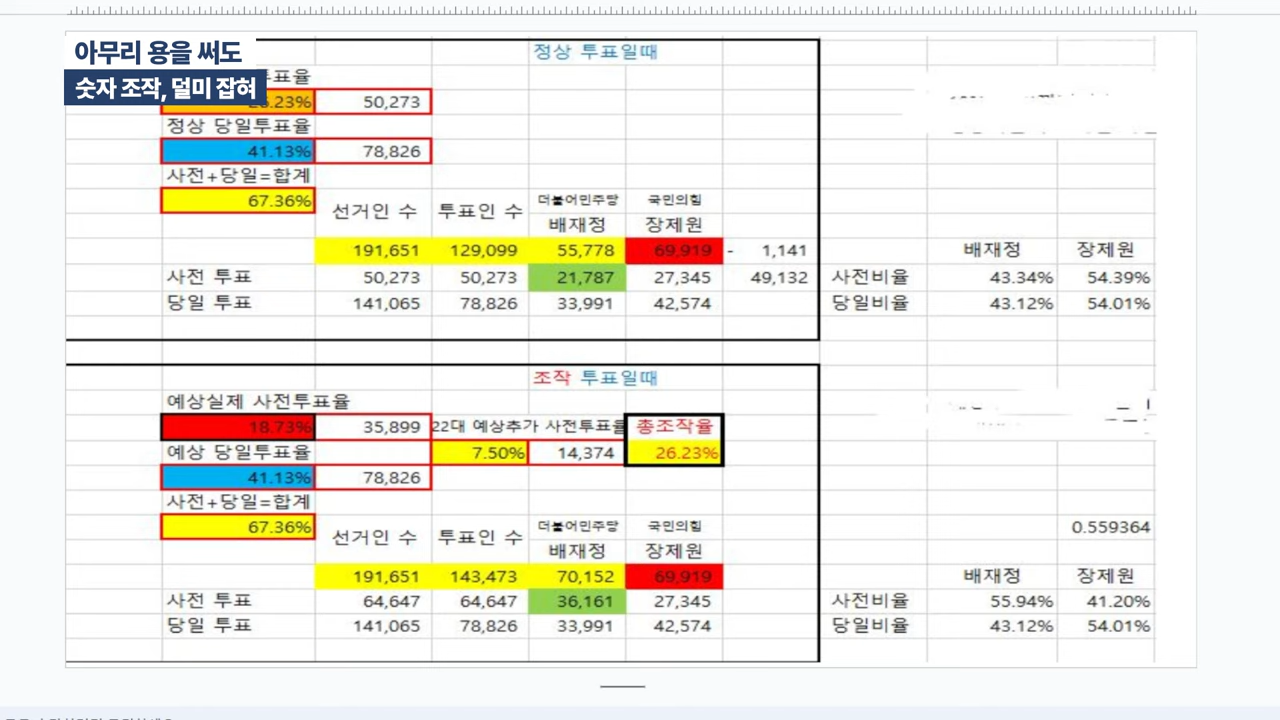 아무리 용을 써도
숫자 조작, 덜미 잡혀
정상 투표일때
투표율
.23% 50,273
정상 당일투표율
41.13% 78,826
사전+당일=합계
67.36%
선거인 수 투표인 수 더불어민주당 국민의힘
배재정 장제원
191,651 129,099 55,778 69,919 - 1,141 배재정 장제원
사전 투표 50,273 50,273 21,787 27,345 49,132 사전비율 43.34% 54.39%
당일 투표 141,065 78,826 33,991 42,574 당일비율 43.12% 54.01%
조작 투표일때
예상실제 사전투표율
18.73% 35,899 22대 예상추가 사전투표율 총조작율
예상 당일투표율 7.50% 14,374 26.23%
41.13% 78,826
사전+당일=합계
67.36% 0.559364
선거인 수 투표인 수 더불어민주당 국민의힘
배재정 장제원
191,651 143,473 70,152 69,919 배재정 장제원
사전 투표 64,647 64,647 36,161 27,345 사전비율 55.94% 41.20%
당일 투표 141,065 78,826 33,991 42,574 당일비율 43.12% 54.01%